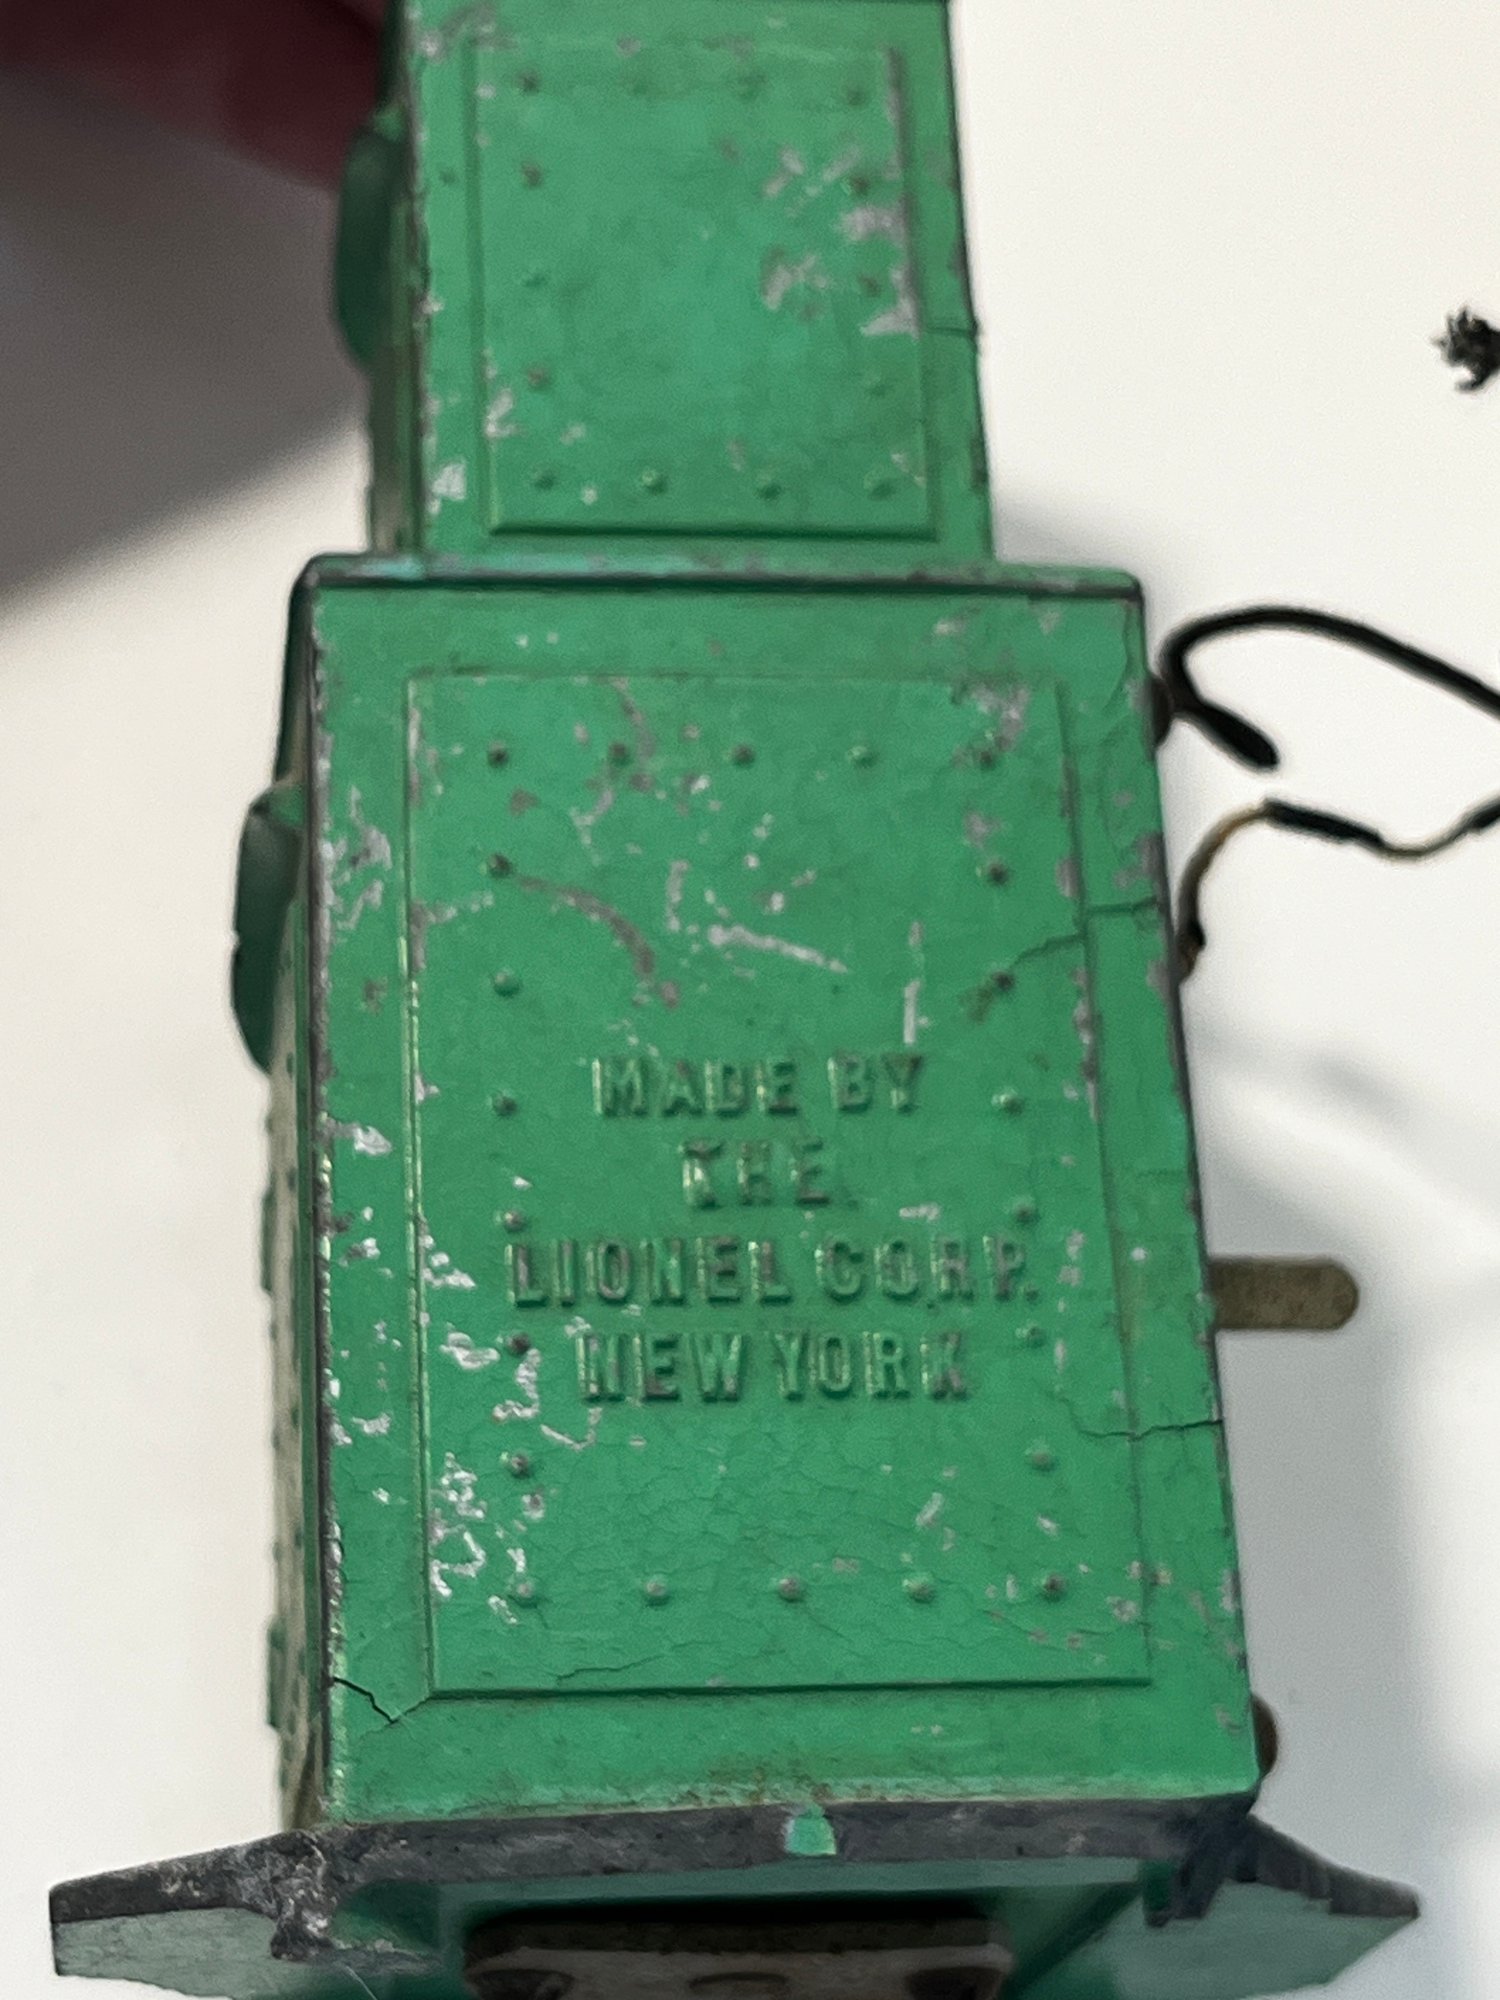 MADE BY
THE
LIONEL CORP.
NEW YORK